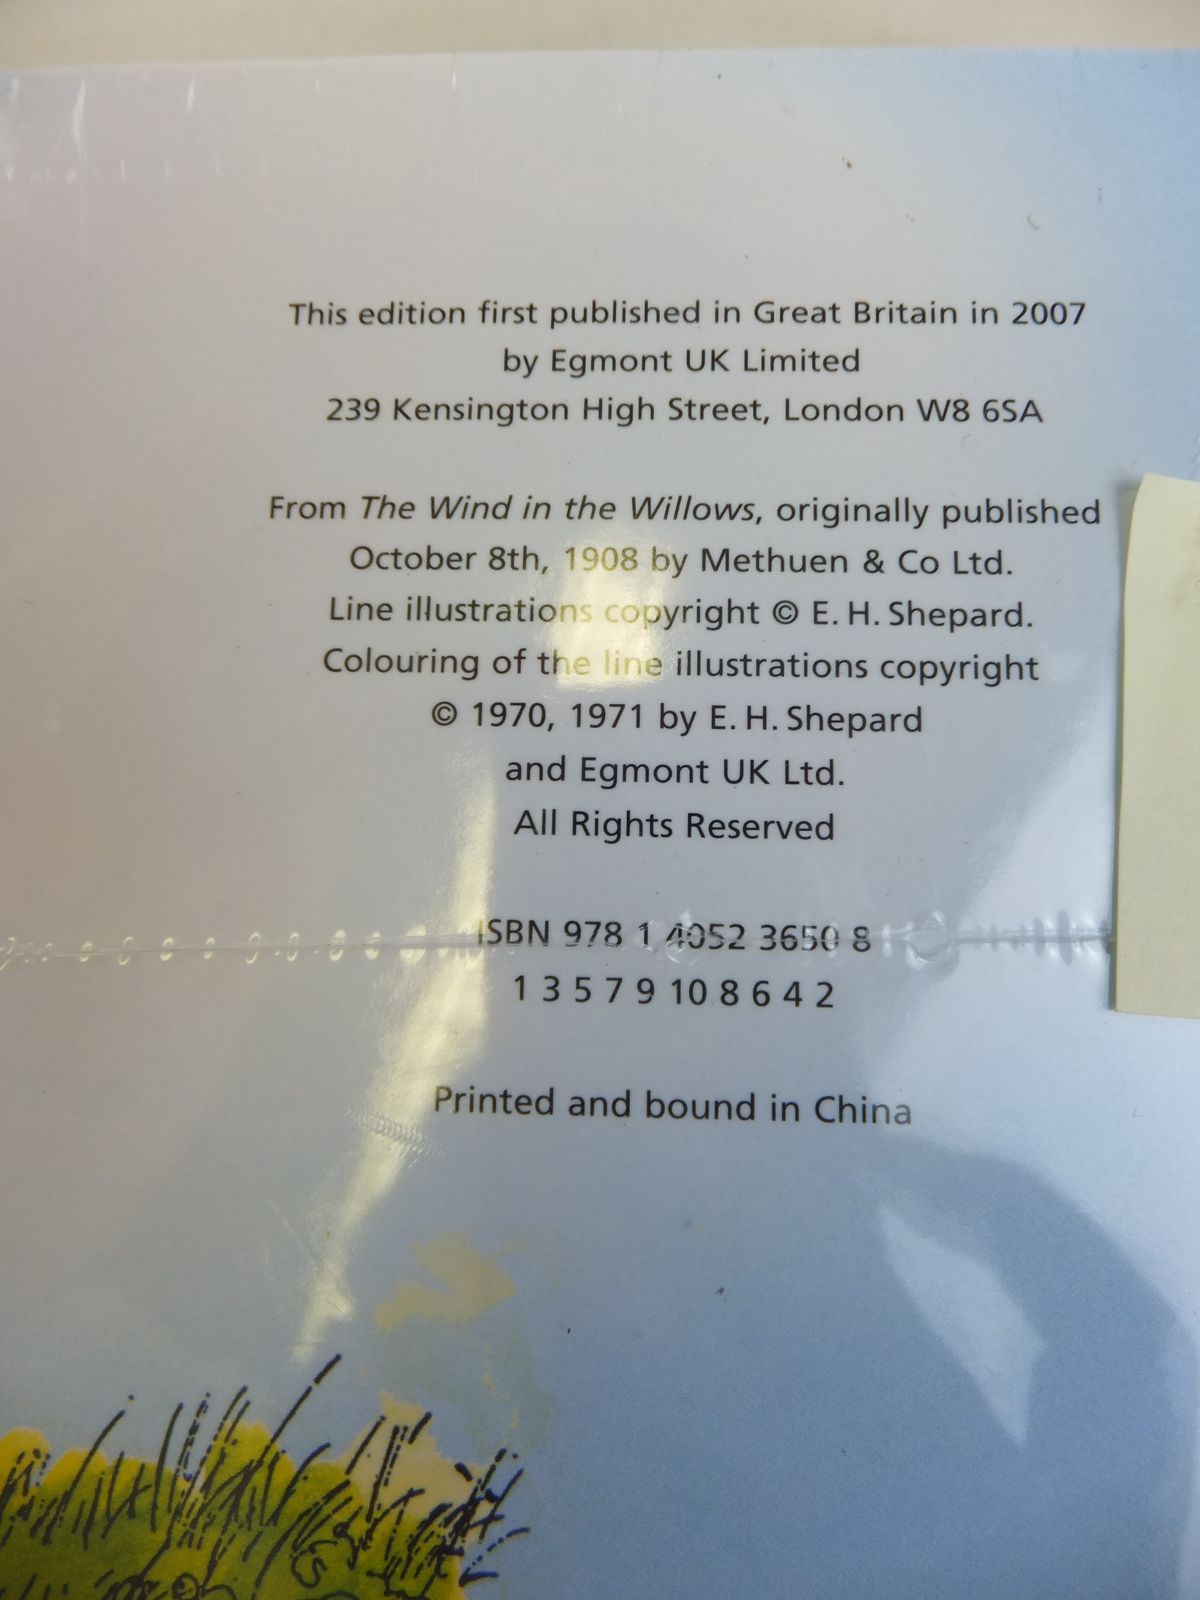 This edition first published in Great Britain in 2007
by Egmont UK Limited
239 Kensington High Street, London W8 6SA
From The Wind in the Willows, originally published
October 8th, 1908 by Methuen & Co Ltd.
Line illustrations copyright © E. H. Shepard.
Colouring of the line illustrations copyright
© 1970, 1971 by E. H. Shepard
and Egmont UK Ltd.
All Rights Reserved
ISBN 978 1 4052 3650 8
1 3 5 7 9 10 8 6 4 2
Printed and bound in China